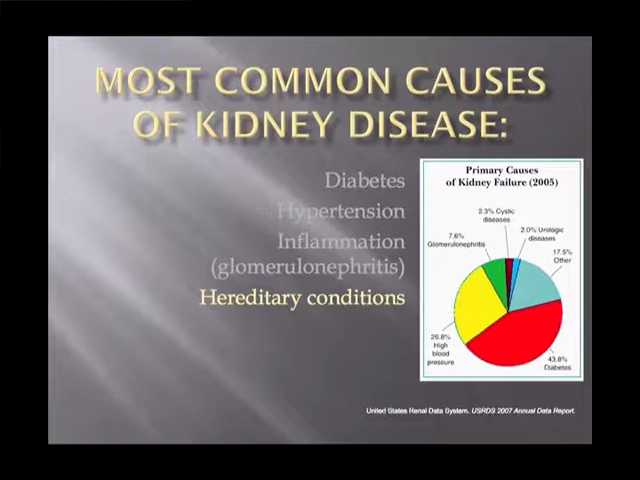 MOST COMMON CAUSES
OF KIDNEY DISEASE:
Diabetes
Hypertension
Inflammation
(glomerulonephritis)
Hereditary conditions
Primary Causes
of Kidney Failure (2005)
2.3% Cystic
diseases
2.0% Urologic
diseases
7.6%
Glomerulonephritis
17.5%
Other
26.8%
High
blood
pressure
43.8%
Diabetes
United States Renal Data System. USRDS 2007 Annual Data Report.